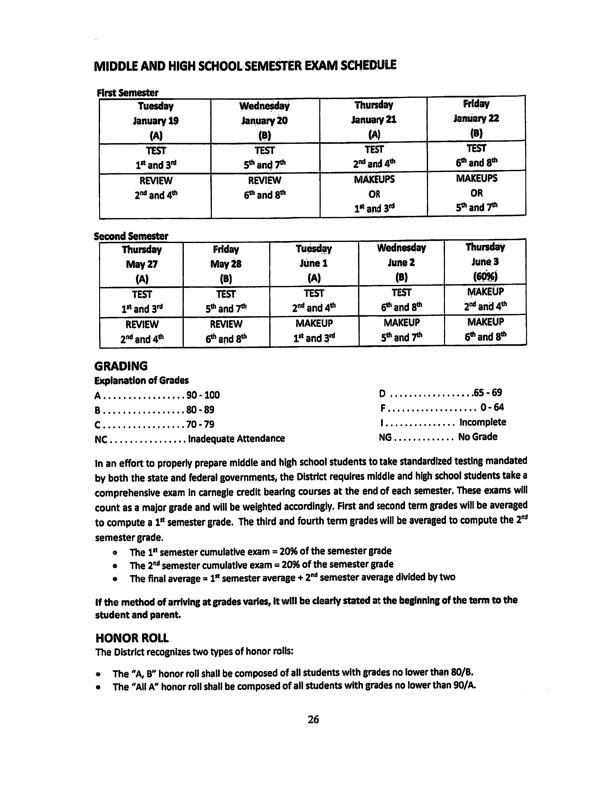 MIDDLE AND HIGH SCHOOL SEMESTER EXAM SCHEDULE
First Semester
Tuesday Wednesday Thursday Friday
January 19 January 20 January 21 January 22
(A) (B) (A) (B)
TEST TEST TEST TEST
1st and 3rd 5th and 7th 2nd and 4th 6th and 8th
REVIEW REVIEW MAKEUPS MAKEUPS
2nd and 4th 6th and 8th OR OR
1st and 3rd 5th and 7th
Second Semester
Thursday Friday Tuesday Wednesday Thursday
May 27 May 28 June 1 June 2 June 3
(A) (B) (A) (B) (60%)
TEST TEST TEST TEST MAKEUP
1st and 3rd 5th and 7th 2nd and 4th 6th and 8th 2nd and 4th
REVIEW REVIEW MAKEUP MAKEUP MAKEUP
2nd and 4th 6th and 8th 1st and 3rd 5th and 7th 6th and 8th
GRADING
Explanation of Grades
A . . . . . . . . . . . . . . . . . 90 - 100 D . . . . . . . . . . . . . . . . . .65 - 69
B . . . . . . . . . . . . . . . . . 80 - 89 F . . . . . . . . . . . . . . . . . . . 0 - 64
C . . . . . . . . . . . . . . . . . 70 - 79 I . . . . . . . . . . . . . . . Incomplete
NC . . . . . . . . . . . . . . . . Inadequate Attendance NG . . . . . . . . . . . . . No Grade
In an effort to properly prepare middle and high school students to take standardized testing mandated
by both the state and federal governments, the District requires middle and high school students take a
comprehensive exam in carnegie credit bearing courses at the end of each semester. These exams will
count as a major grade and will be weighted accordingly. First and second term grades will be averaged
to compute a 1st semester grade. The third and fourth term grades will be averaged to compute the 2nd
semester grade.
• The 1st semester cumulative exam = 20% of the semester grade
• The 2nd semester cumulative exam = 20% of the semester grade
• The final average = 1st semester average + 2nd semester average divided by two
If the method of arriving at grades varies, it will be clearly stated at the beginning of the term to the
student and parent.
HONOR ROLL
The District recognizes two types of honor rolls:
• The "A, B" honor roll shall be composed of all students with grades no lower than 80/B.
• The "All A" honor roll shall be composed of all students with grades no lower than 90/A.
26